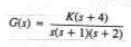 G(s) = K(s + 4) / s(s + 1)(s + 2)